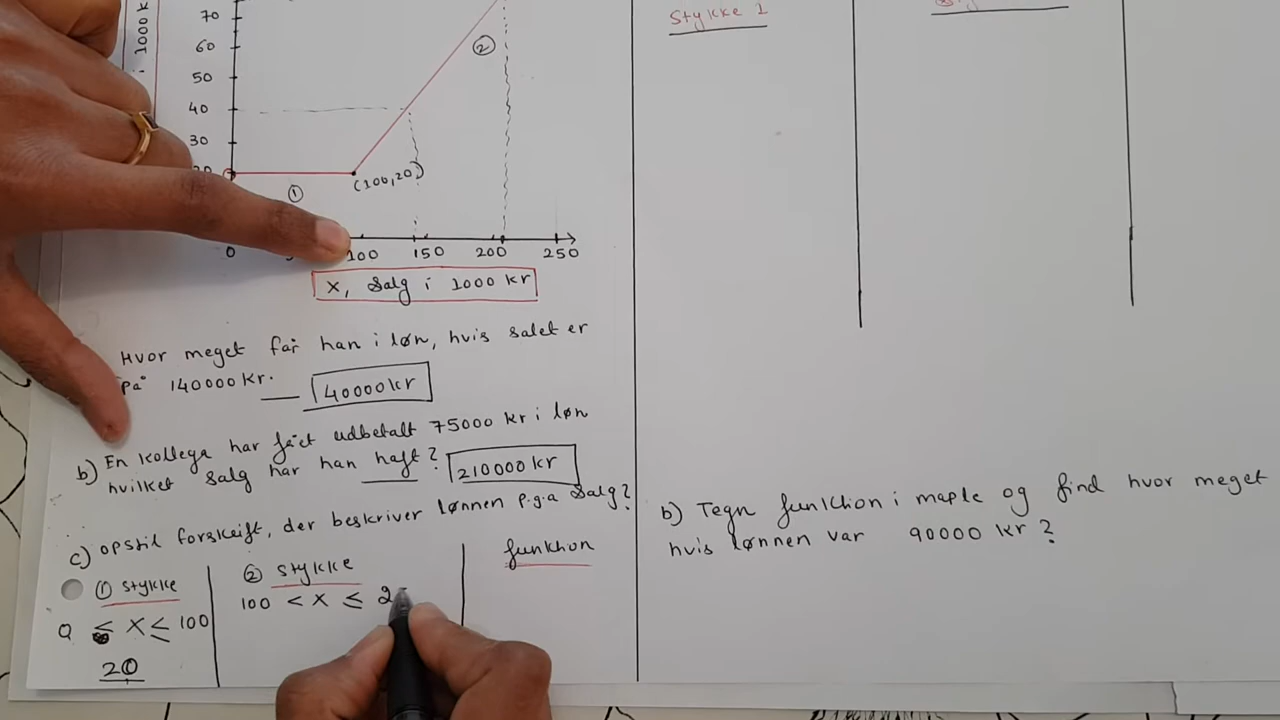 i 1000 k
70
60
50
40
30
②
(100,20)
①
0
100
150
200
250
x, Salg i 1000 kr
Hvor meget får han i løn, hvis salet er
på 140000 kr. 40000 kr
b) En kollega har fået udbetalt 75000 kr i løn
hvilket salg har han haft? 210000 kr
c) opstil forskrift, der beskriver lønnen p.g.a Salg?
① stykke
0 ≤ x ≤ 100
20
② stykke
100 < x ≤ 2
funktion
Stykke 1
b) Tegn funktion i maple og find hvor meget
hvis lønnen var 90000 kr?